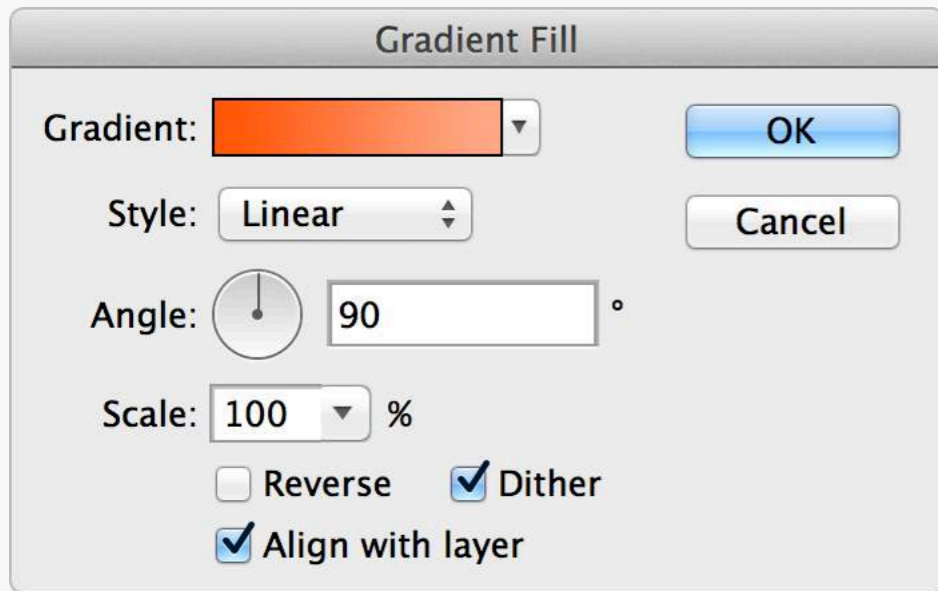 Gradient Fill
Gradient: OK
Style: Linear Cancel
Angle: 90 °
Scale: 100 %
Reverse Dither
Align with layer